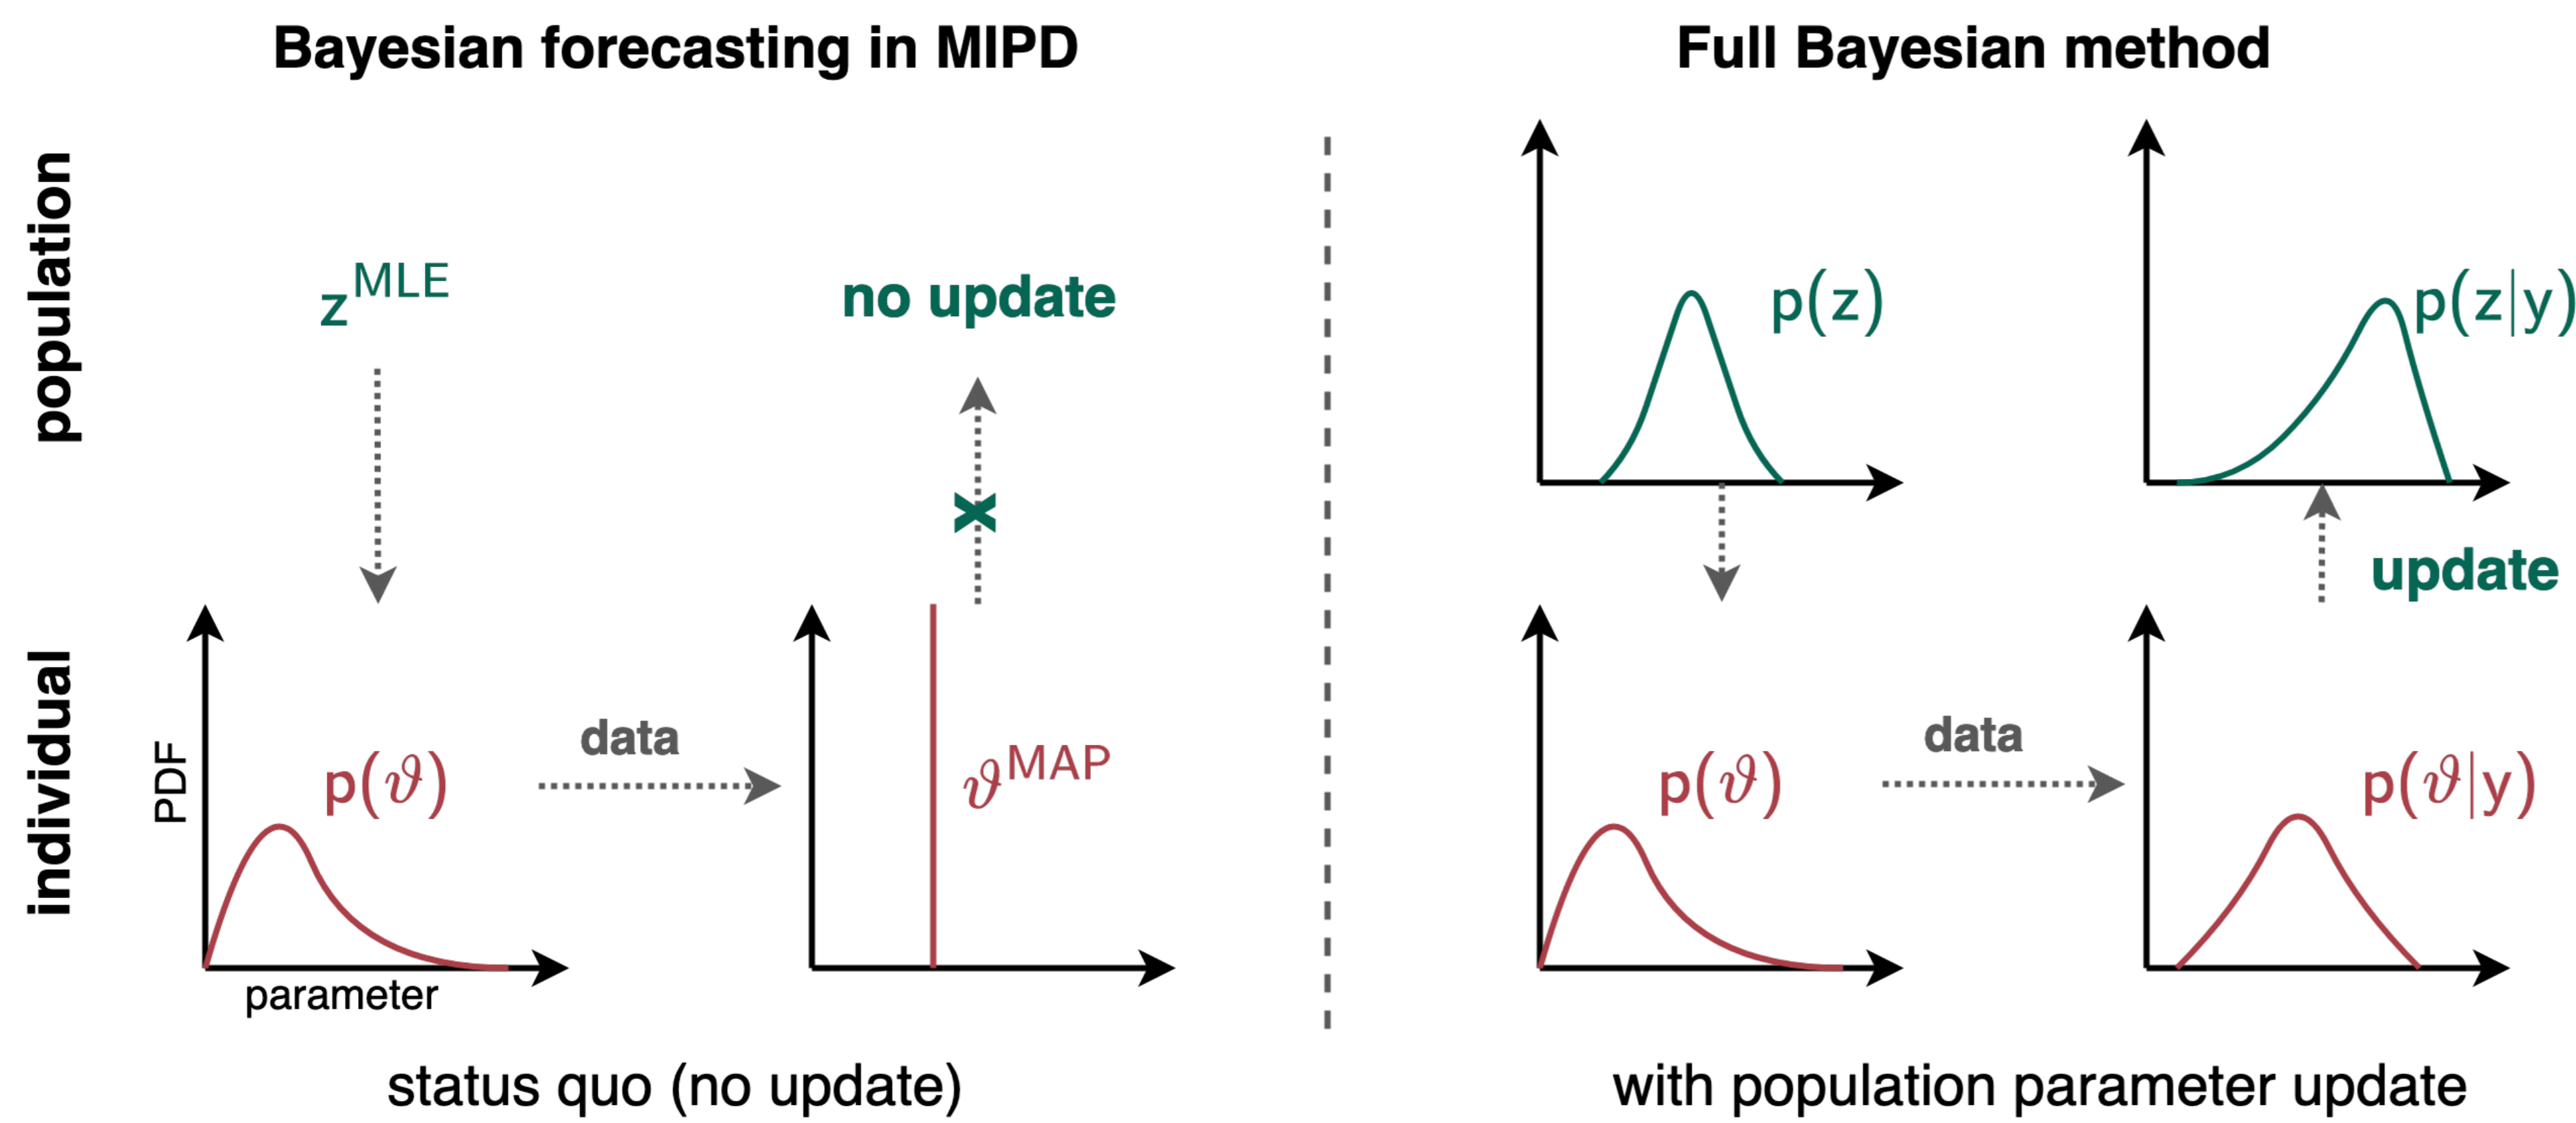 Bayesian forecasting in MIPD
Full Bayesian method
population
z^MLE
no update
x
p(z)
p(z|y)
update
individual
PDF
p(ϑ)
data
ϑ^MAP
parameter
p(ϑ)
data
p(ϑ|y)
status quo (no update)
with population parameter update